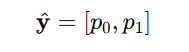 ŷ = [p₀, p₁]